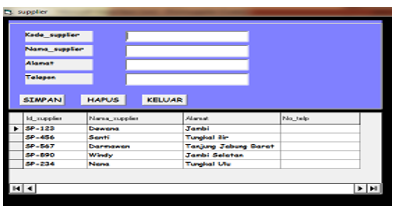 supplier
Kode_supplier
Nama_supplier
Alamat
Telepon
SIMPAN HAPUS KELUAR
Id_supplier Nama_supplier Alamat No_telp
SP-123 Dewana Jambi
SP-456 Santi Tungkal Ilir
SP-567 Darmawan Tanjung Jabung Barat
SP-890 Windy Jambi Selatan
SP-234 Nana Tungkal Ulu